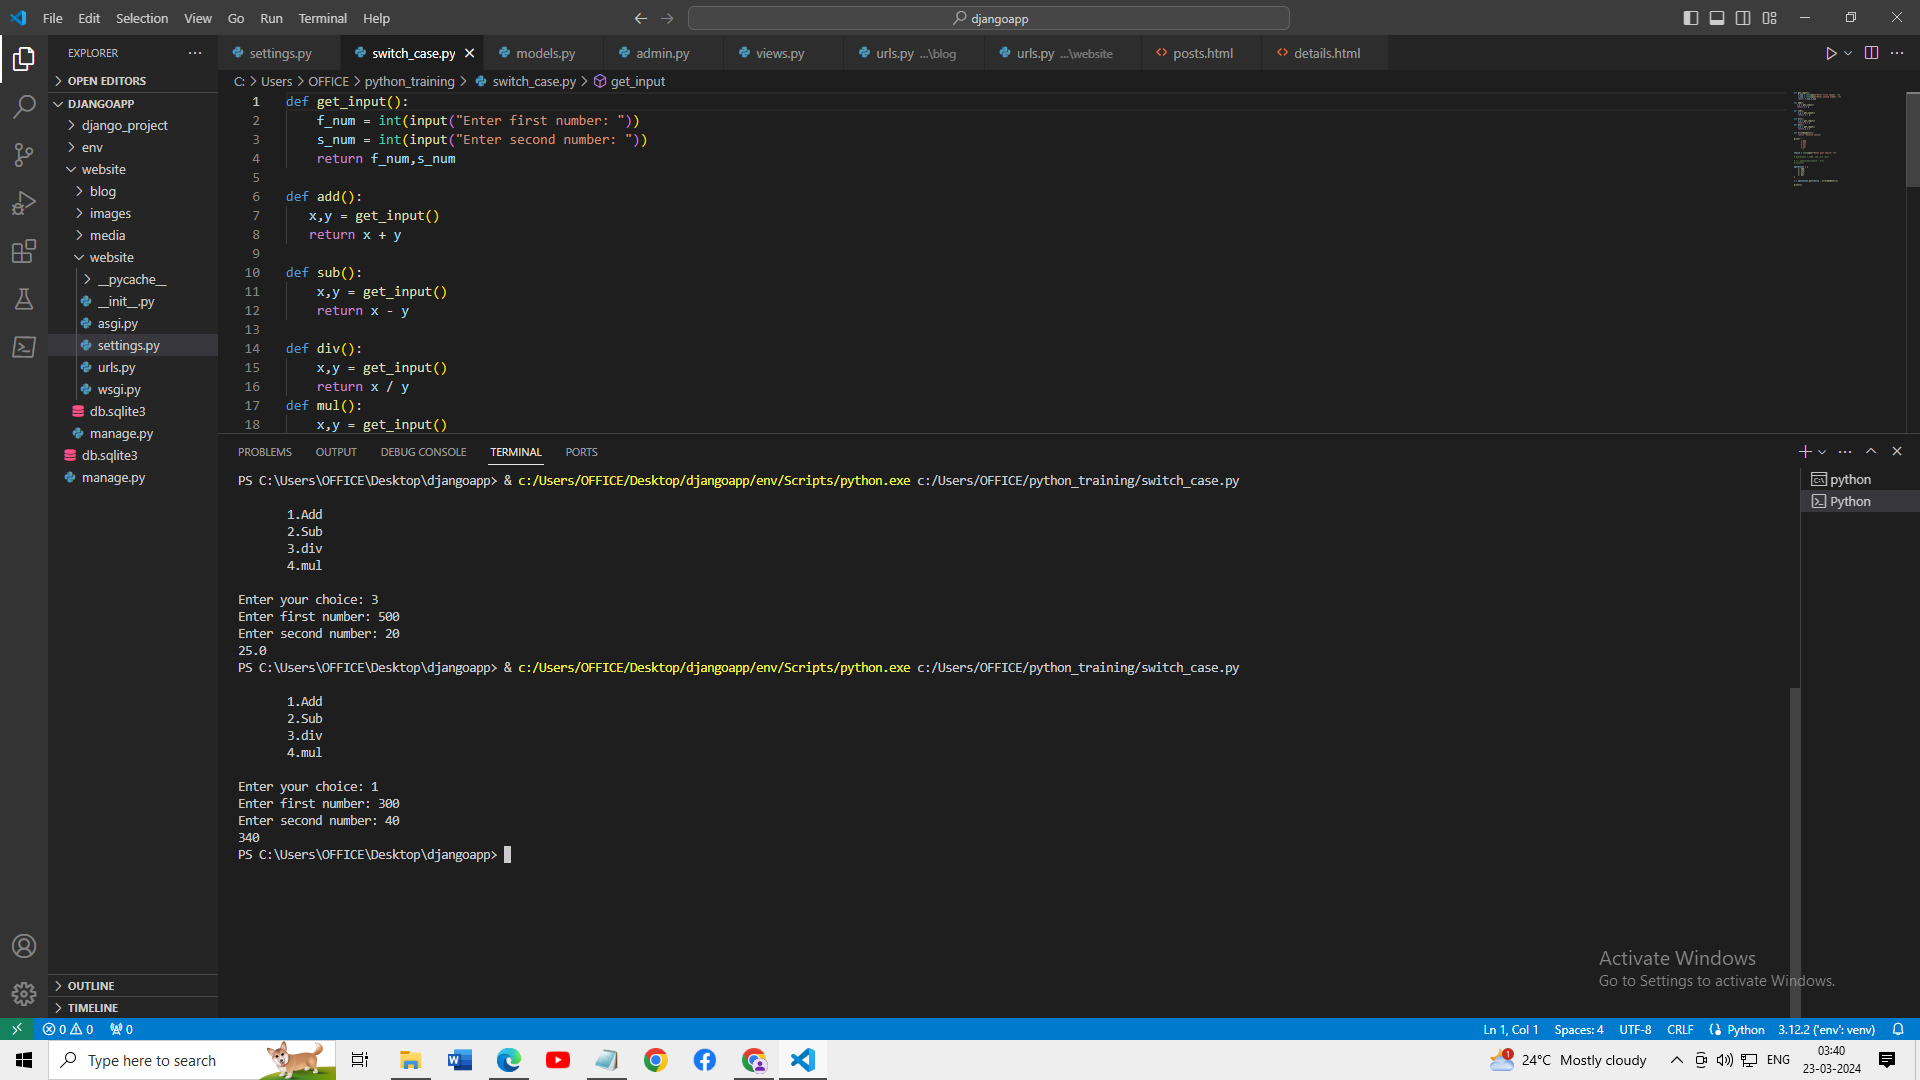 File Edit Selection View Go Run Terminal Help
djangoapp
EXPLORER
OPEN EDITORS
DJANGOAPP
django_project
env
website
blog
images
media
website
__pycache__
__init__.py
asgi.py
settings.py
urls.py
wsgi.py
db.sqlite3
manage.py
db.sqlite3
manage.py
OUTLINE
TIMELINE
settings.py switch_case.py models.py admin.py views.py urls.py ...\blog urls.py ...\website posts.html details.html
C: > Users > OFFICE > python_training > switch_case.py > get_input
1 def get_input():
2 f_num = int(input("Enter first number: "))
3 s_num = int(input("Enter second number: "))
4 return f_num,s_num
5
6 def add():
7 x,y = get_input()
8 return x + y
9
10 def sub():
11 x,y = get_input()
12 return x - y
13
14 def div():
15 x,y = get_input()
16 return x / y
17 def mul():
18 x,y = get_input()
PROBLEMS OUTPUT DEBUG CONSOLE TERMINAL PORTS
PS C:\Users\OFFICE\Desktop\djangoapp> & c:/Users/OFFICE/Desktop/djangoapp/env/Scripts/python.exe c:/Users/OFFICE/python_training/switch_case.py
1.Add
2.Sub
3.div
4.mul
Enter your choice: 3
Enter first number: 500
Enter second number: 20
25.0
PS C:\Users\OFFICE\Desktop\djangoapp> & c:/Users/OFFICE/Desktop/djangoapp/env/Scripts/python.exe c:/Users/OFFICE/python_training/switch_case.py
1.Add
2.Sub
3.div
4.mul
Enter your choice: 1
Enter first number: 300
Enter second number: 40
340
PS C:\Users\OFFICE\Desktop\djangoapp>
python
Python
Activate Windows
Go to Settings to activate Windows.
0 0 0
Ln 1, Col 1 Spaces: 4 UTF-8 CRLF Python 3.12.2 ('env': venv)
Type here to search
1 24°C Mostly cloudy ENG
03:40
23-03-2024